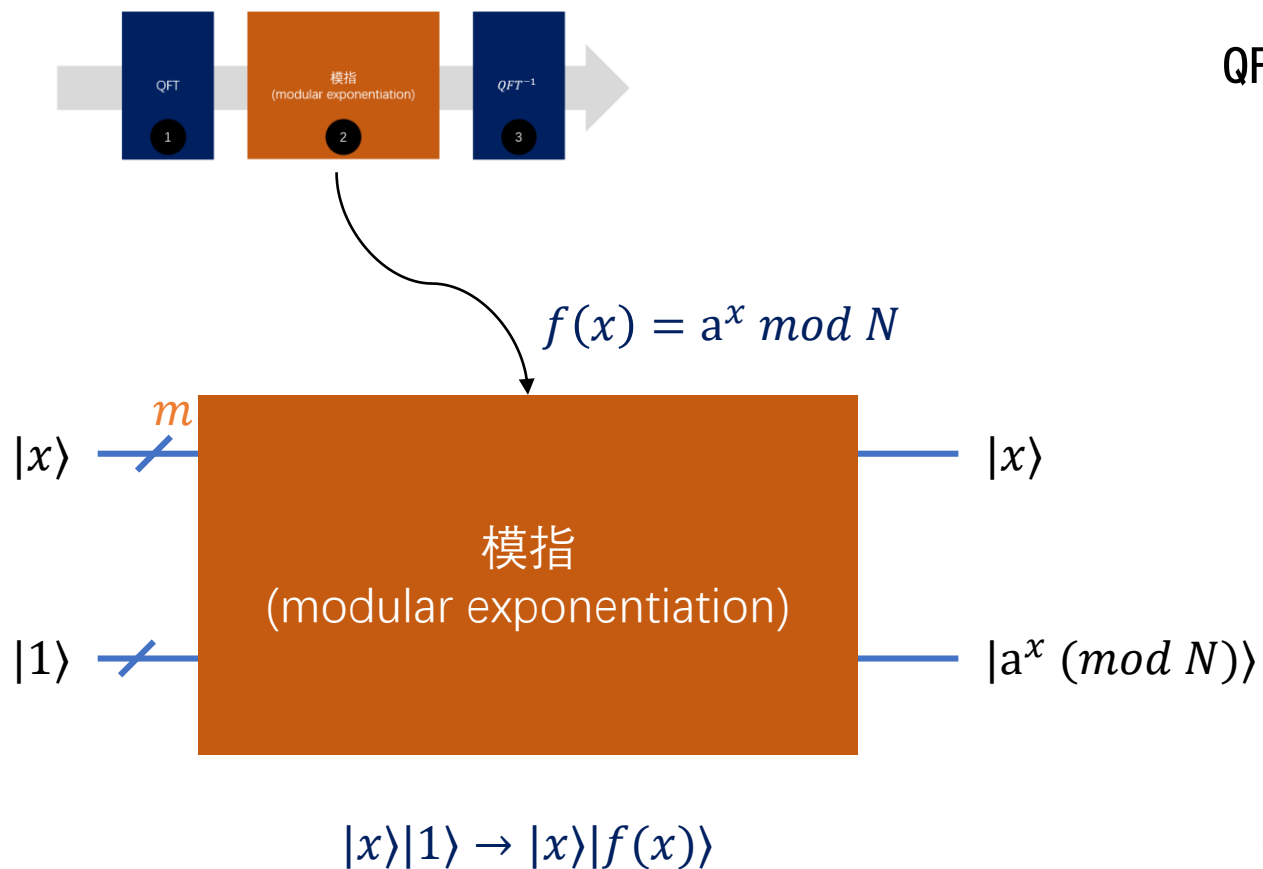 QF
QFT
模指
(modular exponentiation)
QFT⁻¹
1
2
3
f(x) = aˣ mod N
m
|x⟩
|x⟩
模指
(modular exponentiation)
|1⟩
|aˣ (mod N)⟩
|x⟩|1⟩ → |x⟩|f(x)⟩